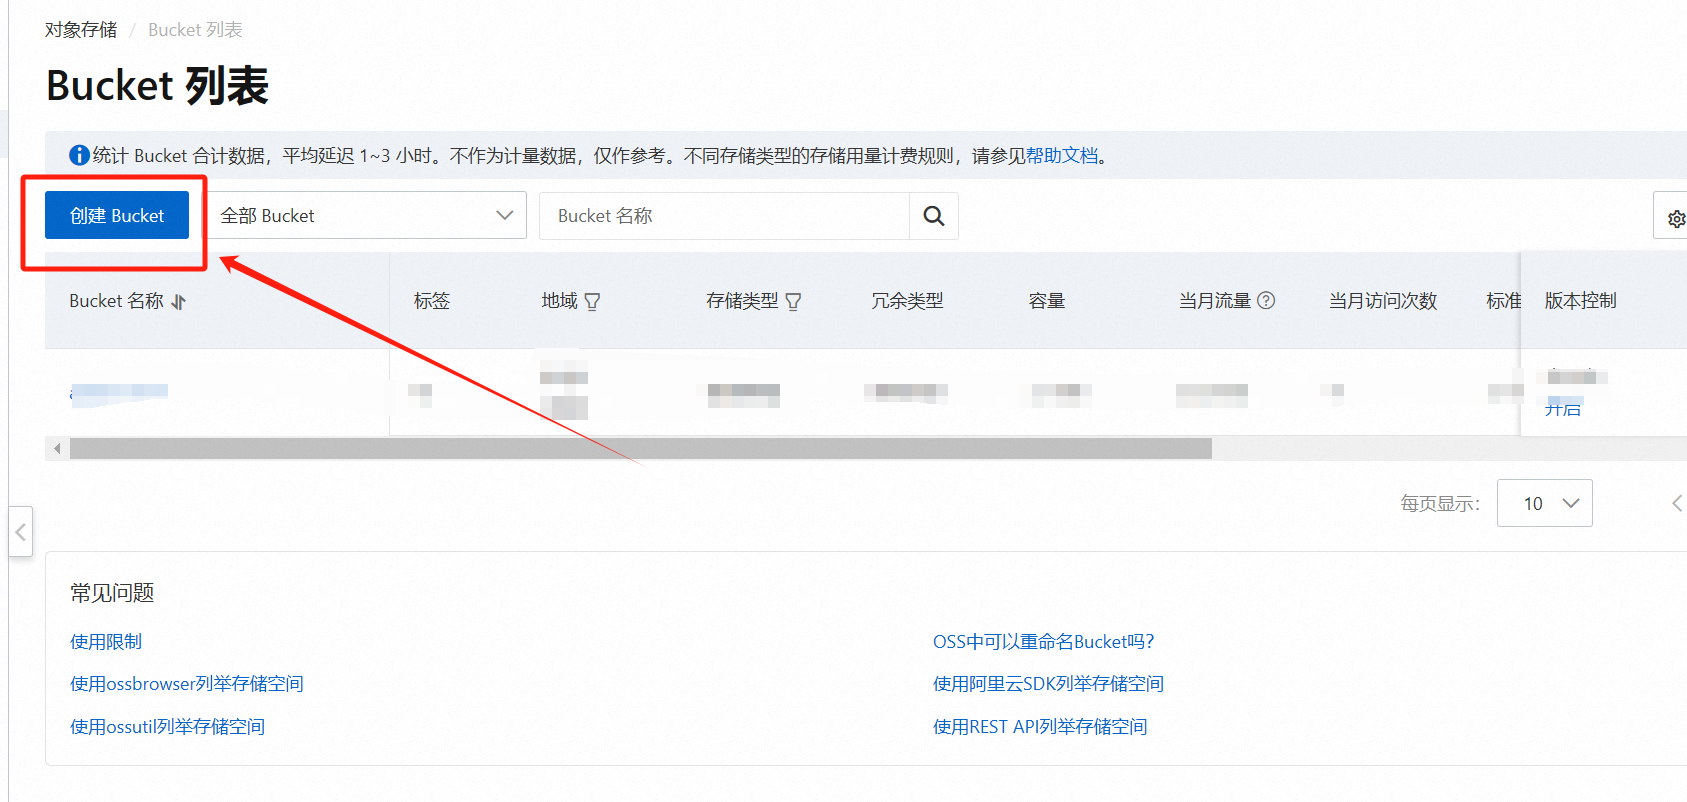 对象存储 / Bucket 列表
Bucket 列表
统计 Bucket 合计数据，平均延迟 1~3 小时。不作为计量数据，仅作参考。不同存储类型的存储用量计费规则，请参见帮助文档。
创建 Bucket 全部 Bucket Bucket 名称
Bucket 名称 标签 地域 存储类型 冗余类型 容量 当月流量 当月访问次数 标准 版本控制
开启
每页显示： 10
常见问题
使用限制 OSS中可以重命名Bucket吗？
使用ossbrowser列举存储空间 使用阿里云SDK列举存储空间
使用ossutil列举存储空间 使用REST API列举存储空间